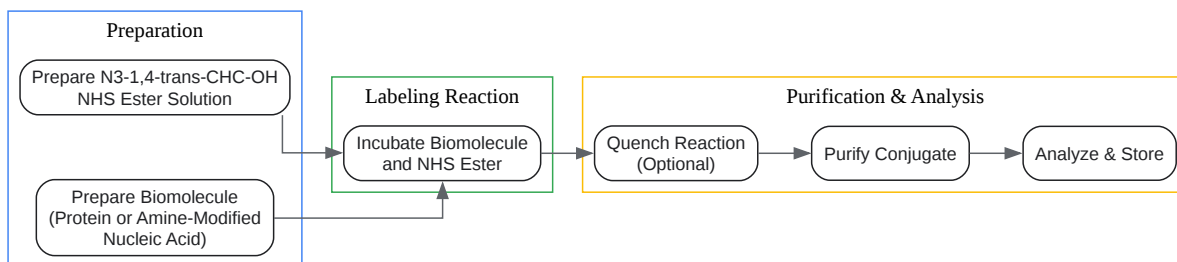 Preparation
Prepare N3-1,4-trans-CHC-OH
NHS Ester Solution
Prepare Biomolecule
(Protein or Amine-Modified
Nucleic Acid)
Labeling Reaction
Incubate Biomolecule
and NHS Ester
Purification & Analysis
Quench Reaction
(Optional)
Purify Conjugate
Analyze & Store